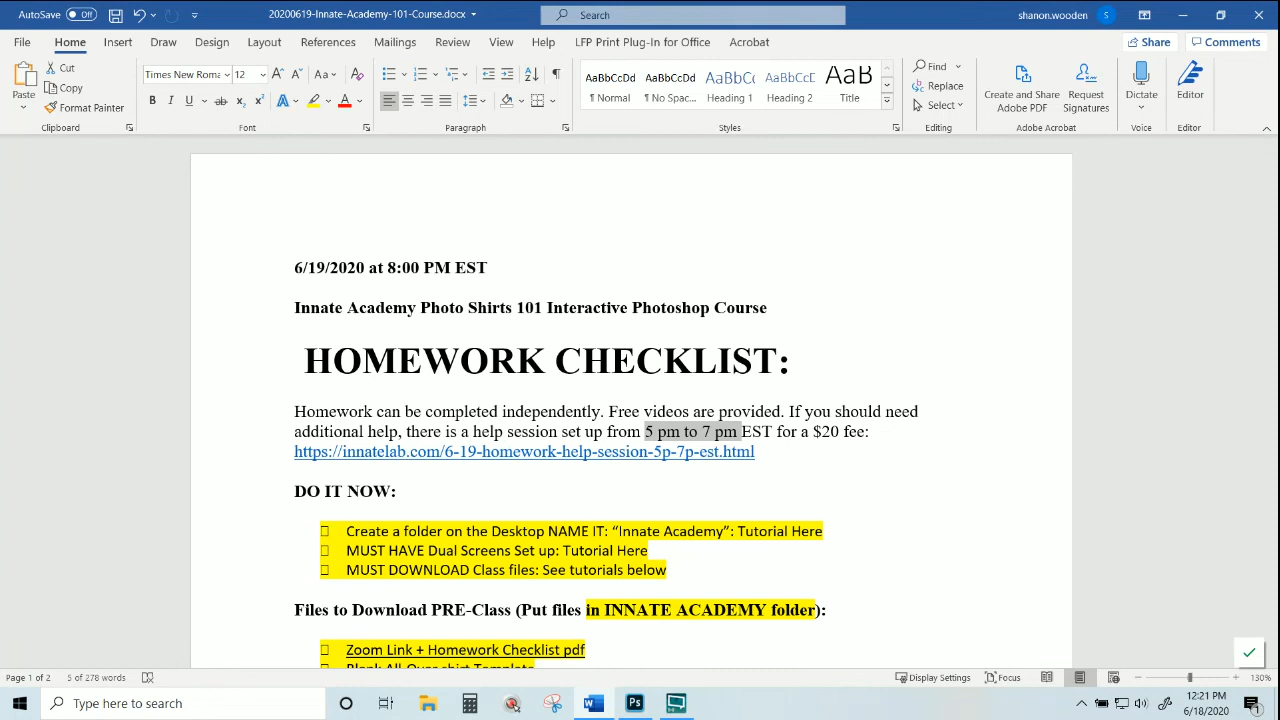 AutoSave Off
20200619-Innate-Academy-101-Course.docx
Search
shanon.wooden
S
File Home Insert Draw Design Layout References Mailings Review View Help LFP Print Plug-In for Office Acrobat
Share Comments
Paste
Cut
Copy
Format Painter
Clipboard
Times New Roma 12
Font
Paragraph
AaBbCcDd AaBbCcDd AaBbCc AaBbCcD AaB
¶ Normal ¶ No Spac... Heading 1 Heading 2 Title
Styles
Find
Replace
Select
Editing
Create and Share Adobe PDF
Request Signatures
Adobe Acrobat
Dictate
Voice
Editor
Editor
6/19/2020 at 8:00 PM EST
Innate Academy Photo Shirts 101 Interactive Photoshop Course
HOMEWORK CHECKLIST:
Homework can be completed independently. Free videos are provided. If you should need
additional help, there is a help session set up from 5 pm to 7 pm EST for a $20 fee:
https://innatelab.com/6-19-homework-help-session-5p-7p-est.html
DO IT NOW:
Create a folder on the Desktop NAME IT: “Innate Academy”: Tutorial Here
MUST HAVE Dual Screens Set up: Tutorial Here
MUST DOWNLOAD Class files: See tutorials below
Files to Download PRE-Class (Put files in INNATE ACADEMY folder):
Zoom Link + Homework Checklist pdf
Blank All-Over shirt Template
Page 1 of 2 5 of 278 words
Display Settings Focus 130%
Type here to search
12:21 PM
6/18/2020